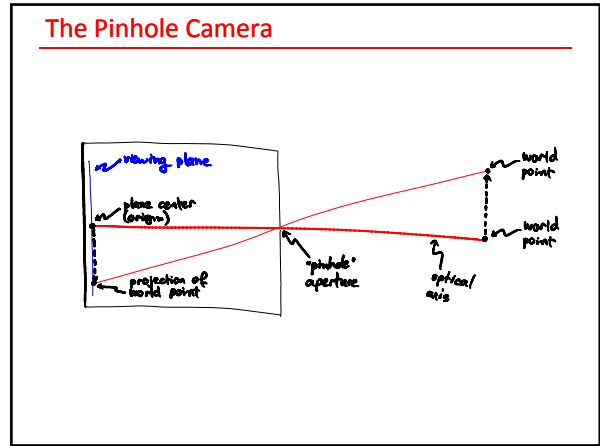 The Pinhole Camera
viewing plane
world
point
plane center
(origin)
world
point
"pinhole"
aperture
optical
axis
projection of
world point